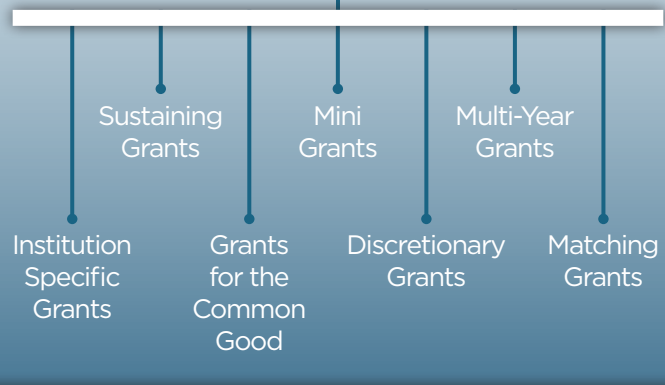 Sustaining
Grants
Mini
Grants
Multi-Year
Grants
Institution
Specific
Grants
Grants
for the
Common
Good
Discretionary
Grants
Matching
Grants